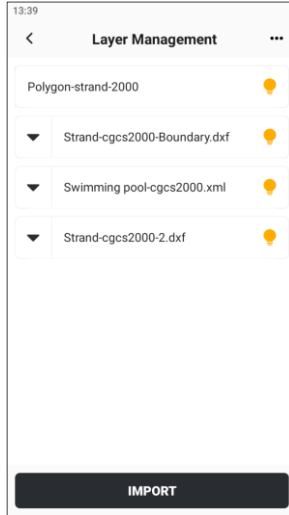 13:39
Layer Management
Polygon-strand-2000
Strand-cgcs2000-Boundary.dxf
Swimming pool-cgcs2000.xml
Strand-cgcs2000-2.dxf
IMPORT